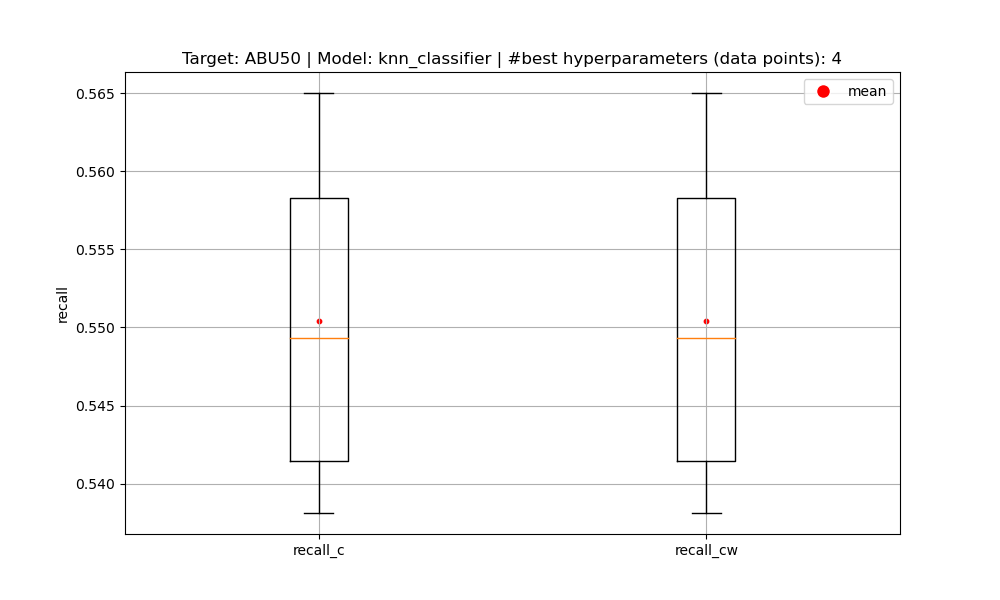 Target: ABU50 | Model: knn_classifier | #best hyperparameters (data points): 4
mean
0.565
0.560
0.555
0.550
0.545
0.540
recall
recall_c
recall_cw